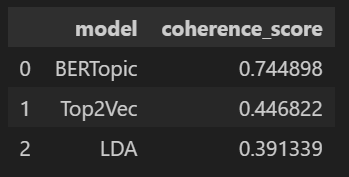 model coherence_score
0 BERTopic 0.744898
1 Top2Vec 0.446822
2 LDA 0.391339